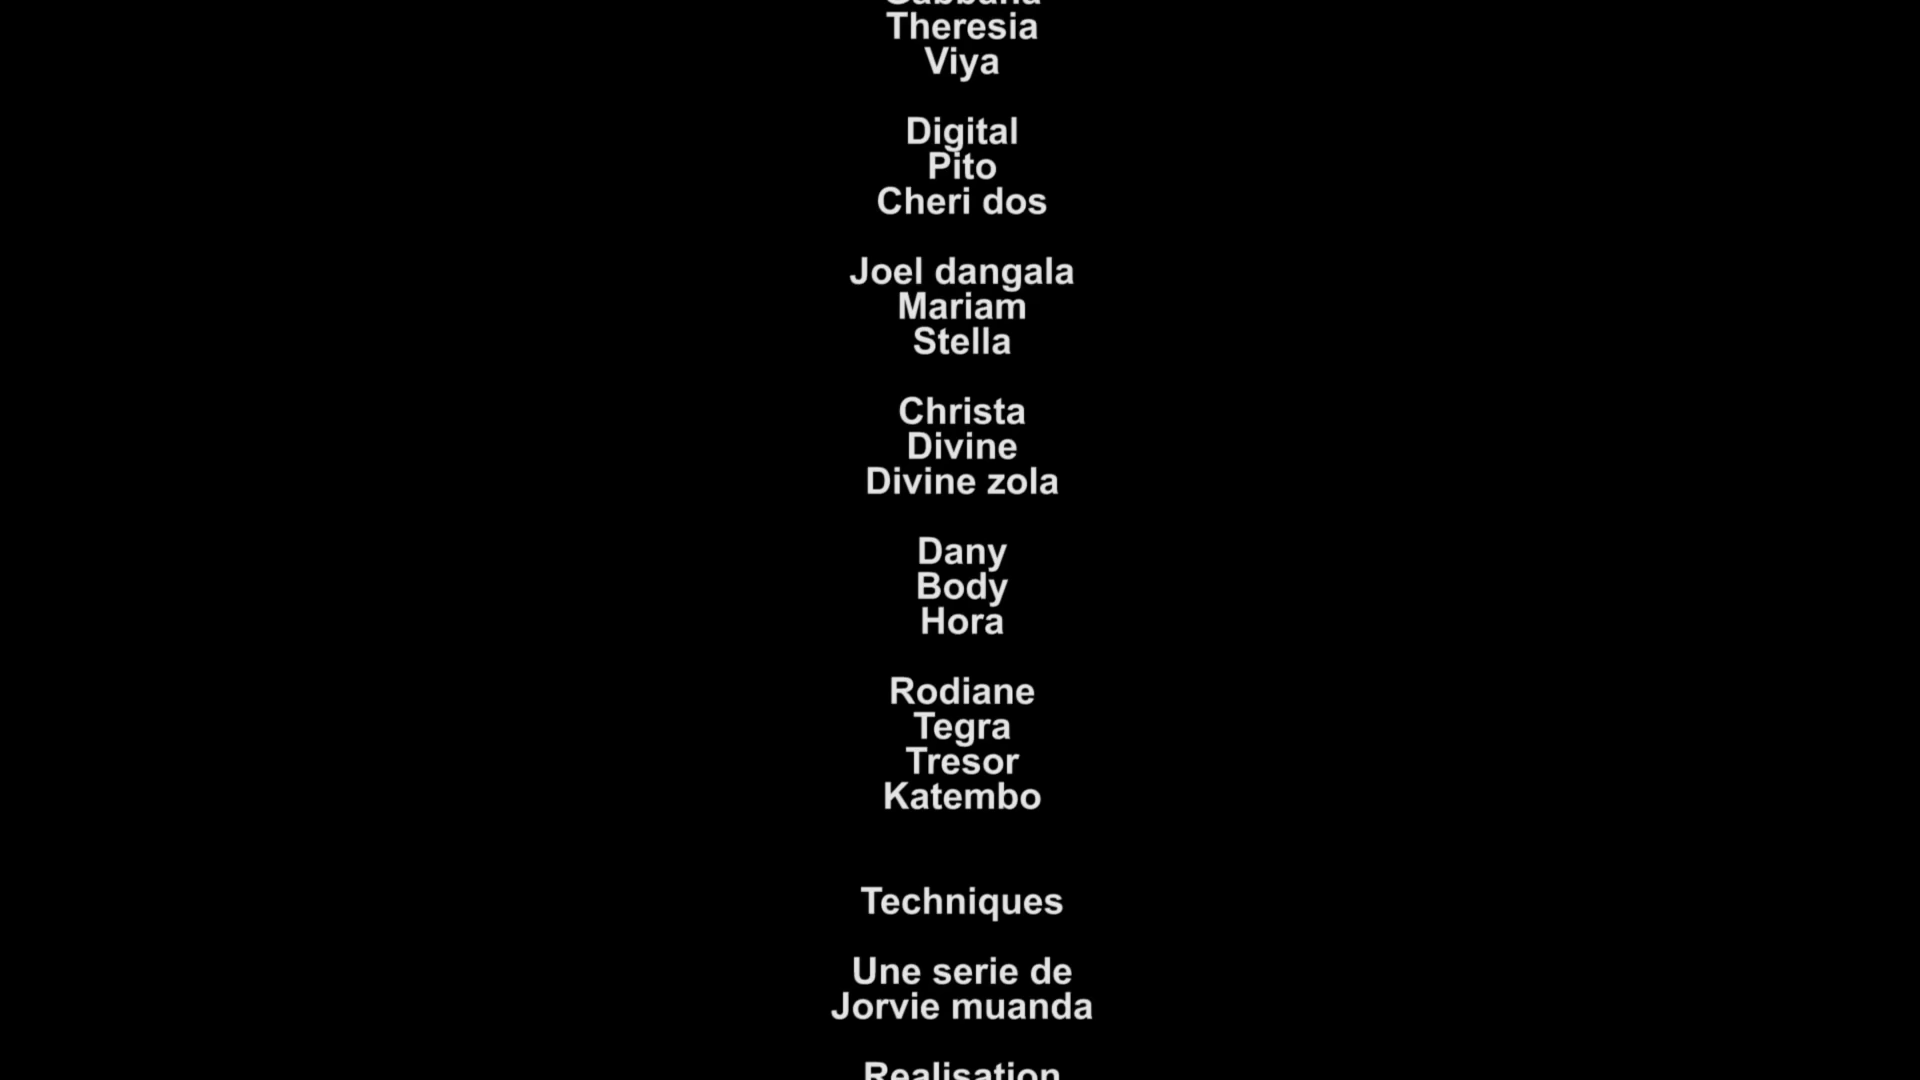 Theresia
Viya
Digital
Pito
Cheri dos
Joel dangala
Mariam
Stella
Christa
Divine
Divine zola
Dany
Body
Hora
Rodiane
Tegra
Tresor
Katembo
Techniques
Une serie de
Jorvie muanda
Realisation